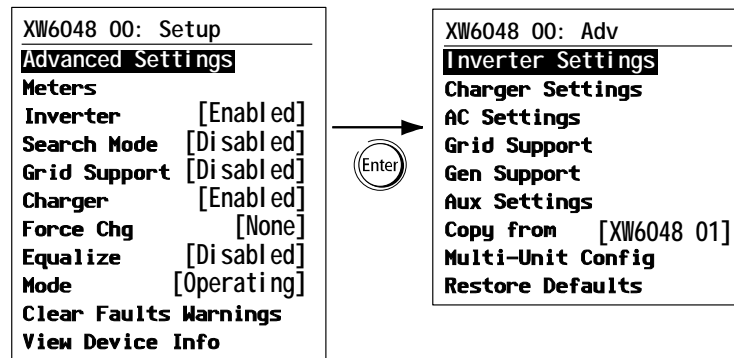 XW6048 00: Setup
Advanced Settings
Meters
Inverter [Enabled]
Search Mode [Disabled]
Grid Support [Disabled]
Charger [Enabled]
Force Chg [None]
Equalize [Disabled]
Mode [Operating]
Clear Faults Warnings
View Device Info
Enter
XW6048 00: Adv
Inverter Settings
Charger Settings
AC Settings
Grid Support
Gen Support
Aux Settings
Copy from [XW6048 01]
Multi-Unit Config
Restore Defaults